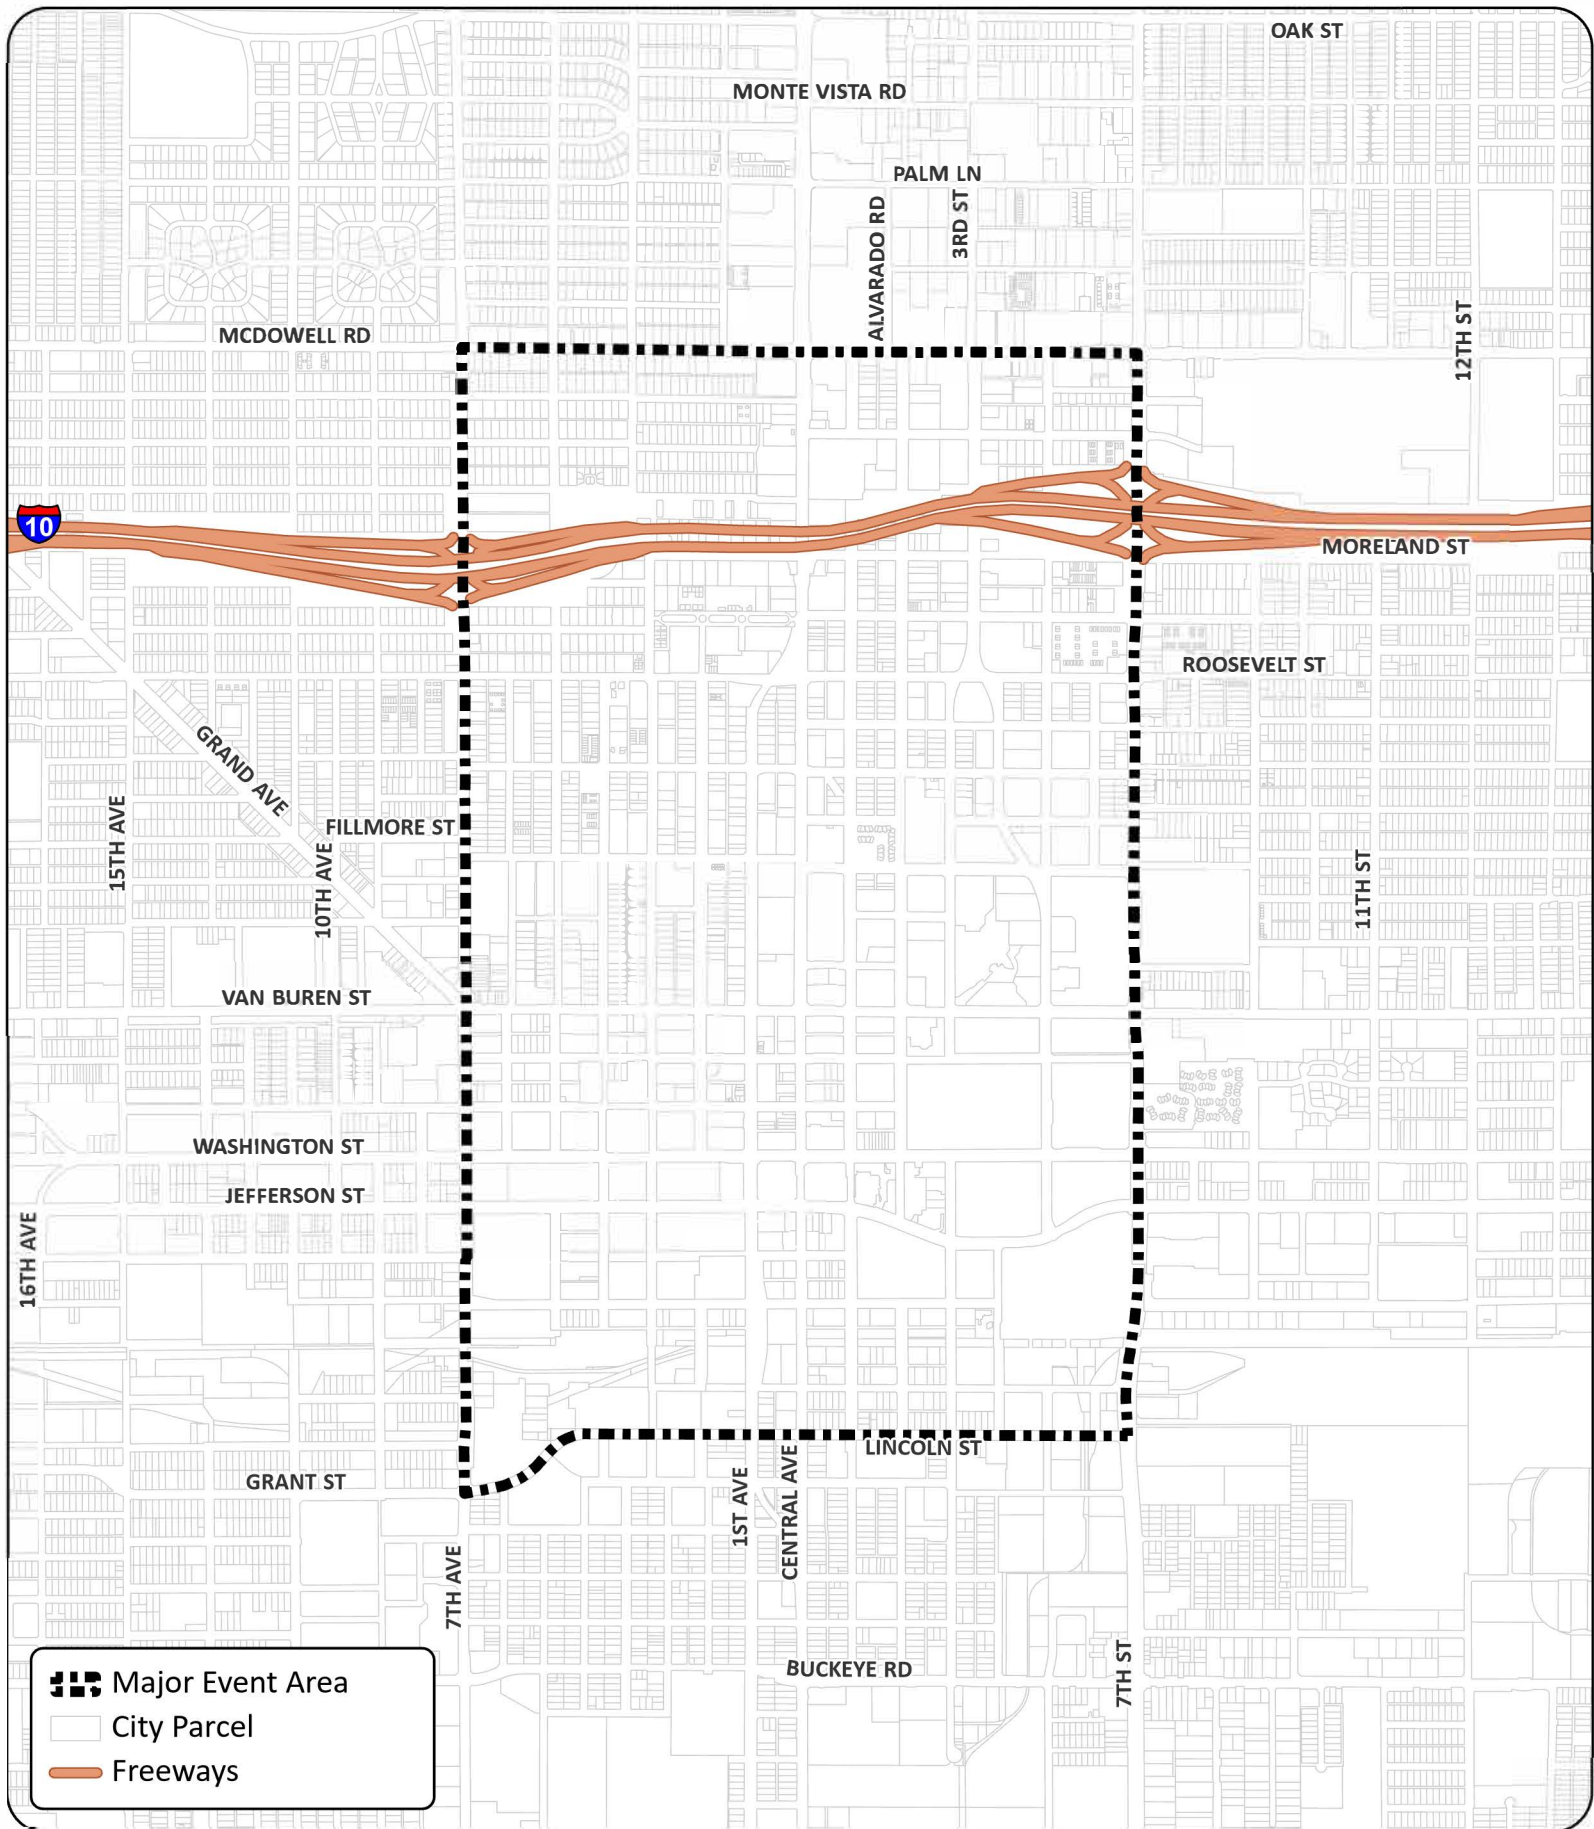 OAK ST
MONTE VISTA RD
PALM LN
ALVARADO RD
3RD ST
MCDOWELL RD
12TH ST
10
MORELAND ST
ROOSEVELT ST
GRAND AVE
15TH AVE
FILLMORE ST
10TH AVE
11TH ST
VAN BUREN ST
WASHINGTON ST
JEFFERSON ST
16TH AVE
LINCOLN ST
GRANT ST
1ST AVE
CENTRAL AVE
7TH AVE
BUCKEYE RD
7TH ST
Major Event Area
City Parcel
Freeways